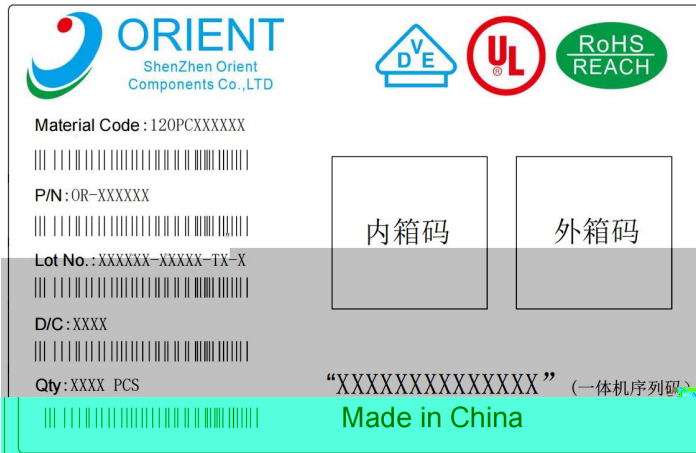 ORIENT
ShenZhen Orient
Components Co.,LTD
DVE
UL
®
RoHS
REACH
Material Code:120PCXXXXXX
P/N:OR-XXXXXX
内箱码
外箱码
Lot No.:XXXXXX-XXXXX-TX-X
D/C:XXXX
Qty:XXXX PCS
“XXXXXXXXXXXXXX”(一体机序列码)
Made in China